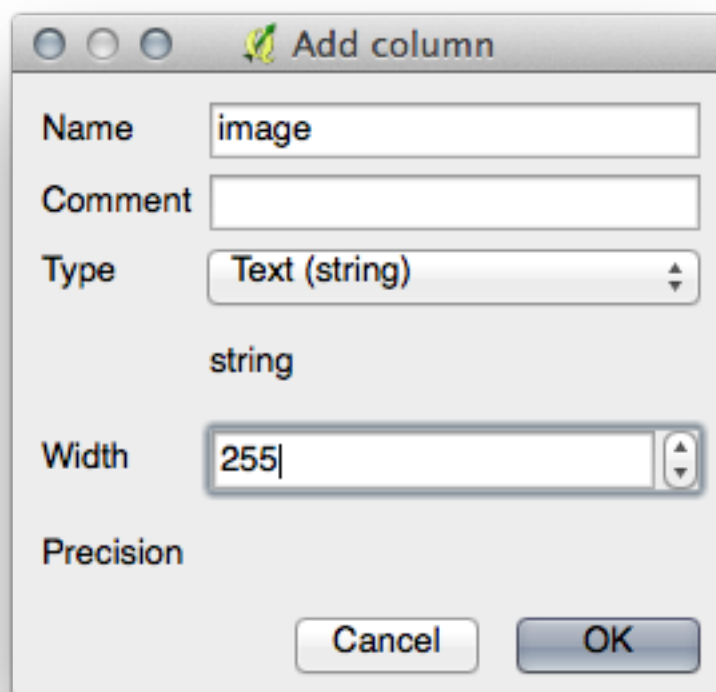 Add column
Name image
Comment
Type Text (string)
string
Width 255
Precision
Cancel OK